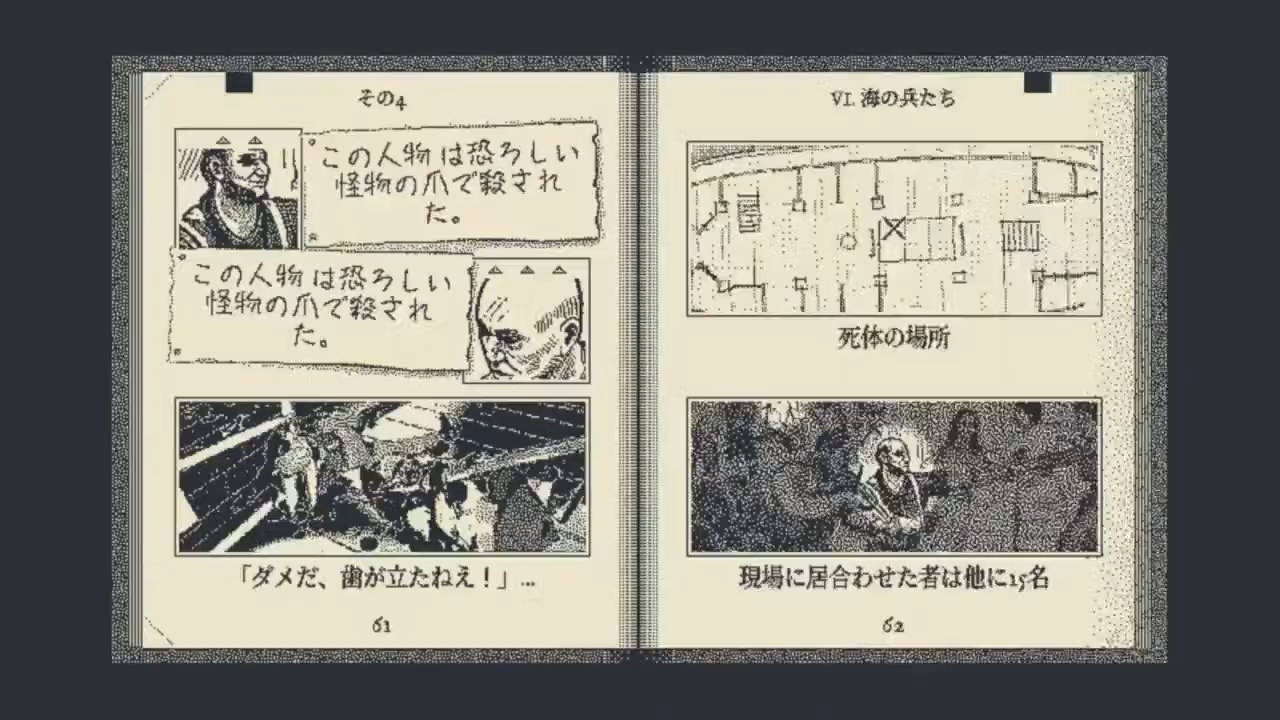 その4
この人物は恐ろしい
怪物の爪で殺され
た。
この人物は恐ろしい
怪物の爪で殺され
た。
「ダメだ、歯が立たねえ！」...
61
VI. 海の兵たち
死体の場所
現場に居合わせた者は他に15名
62